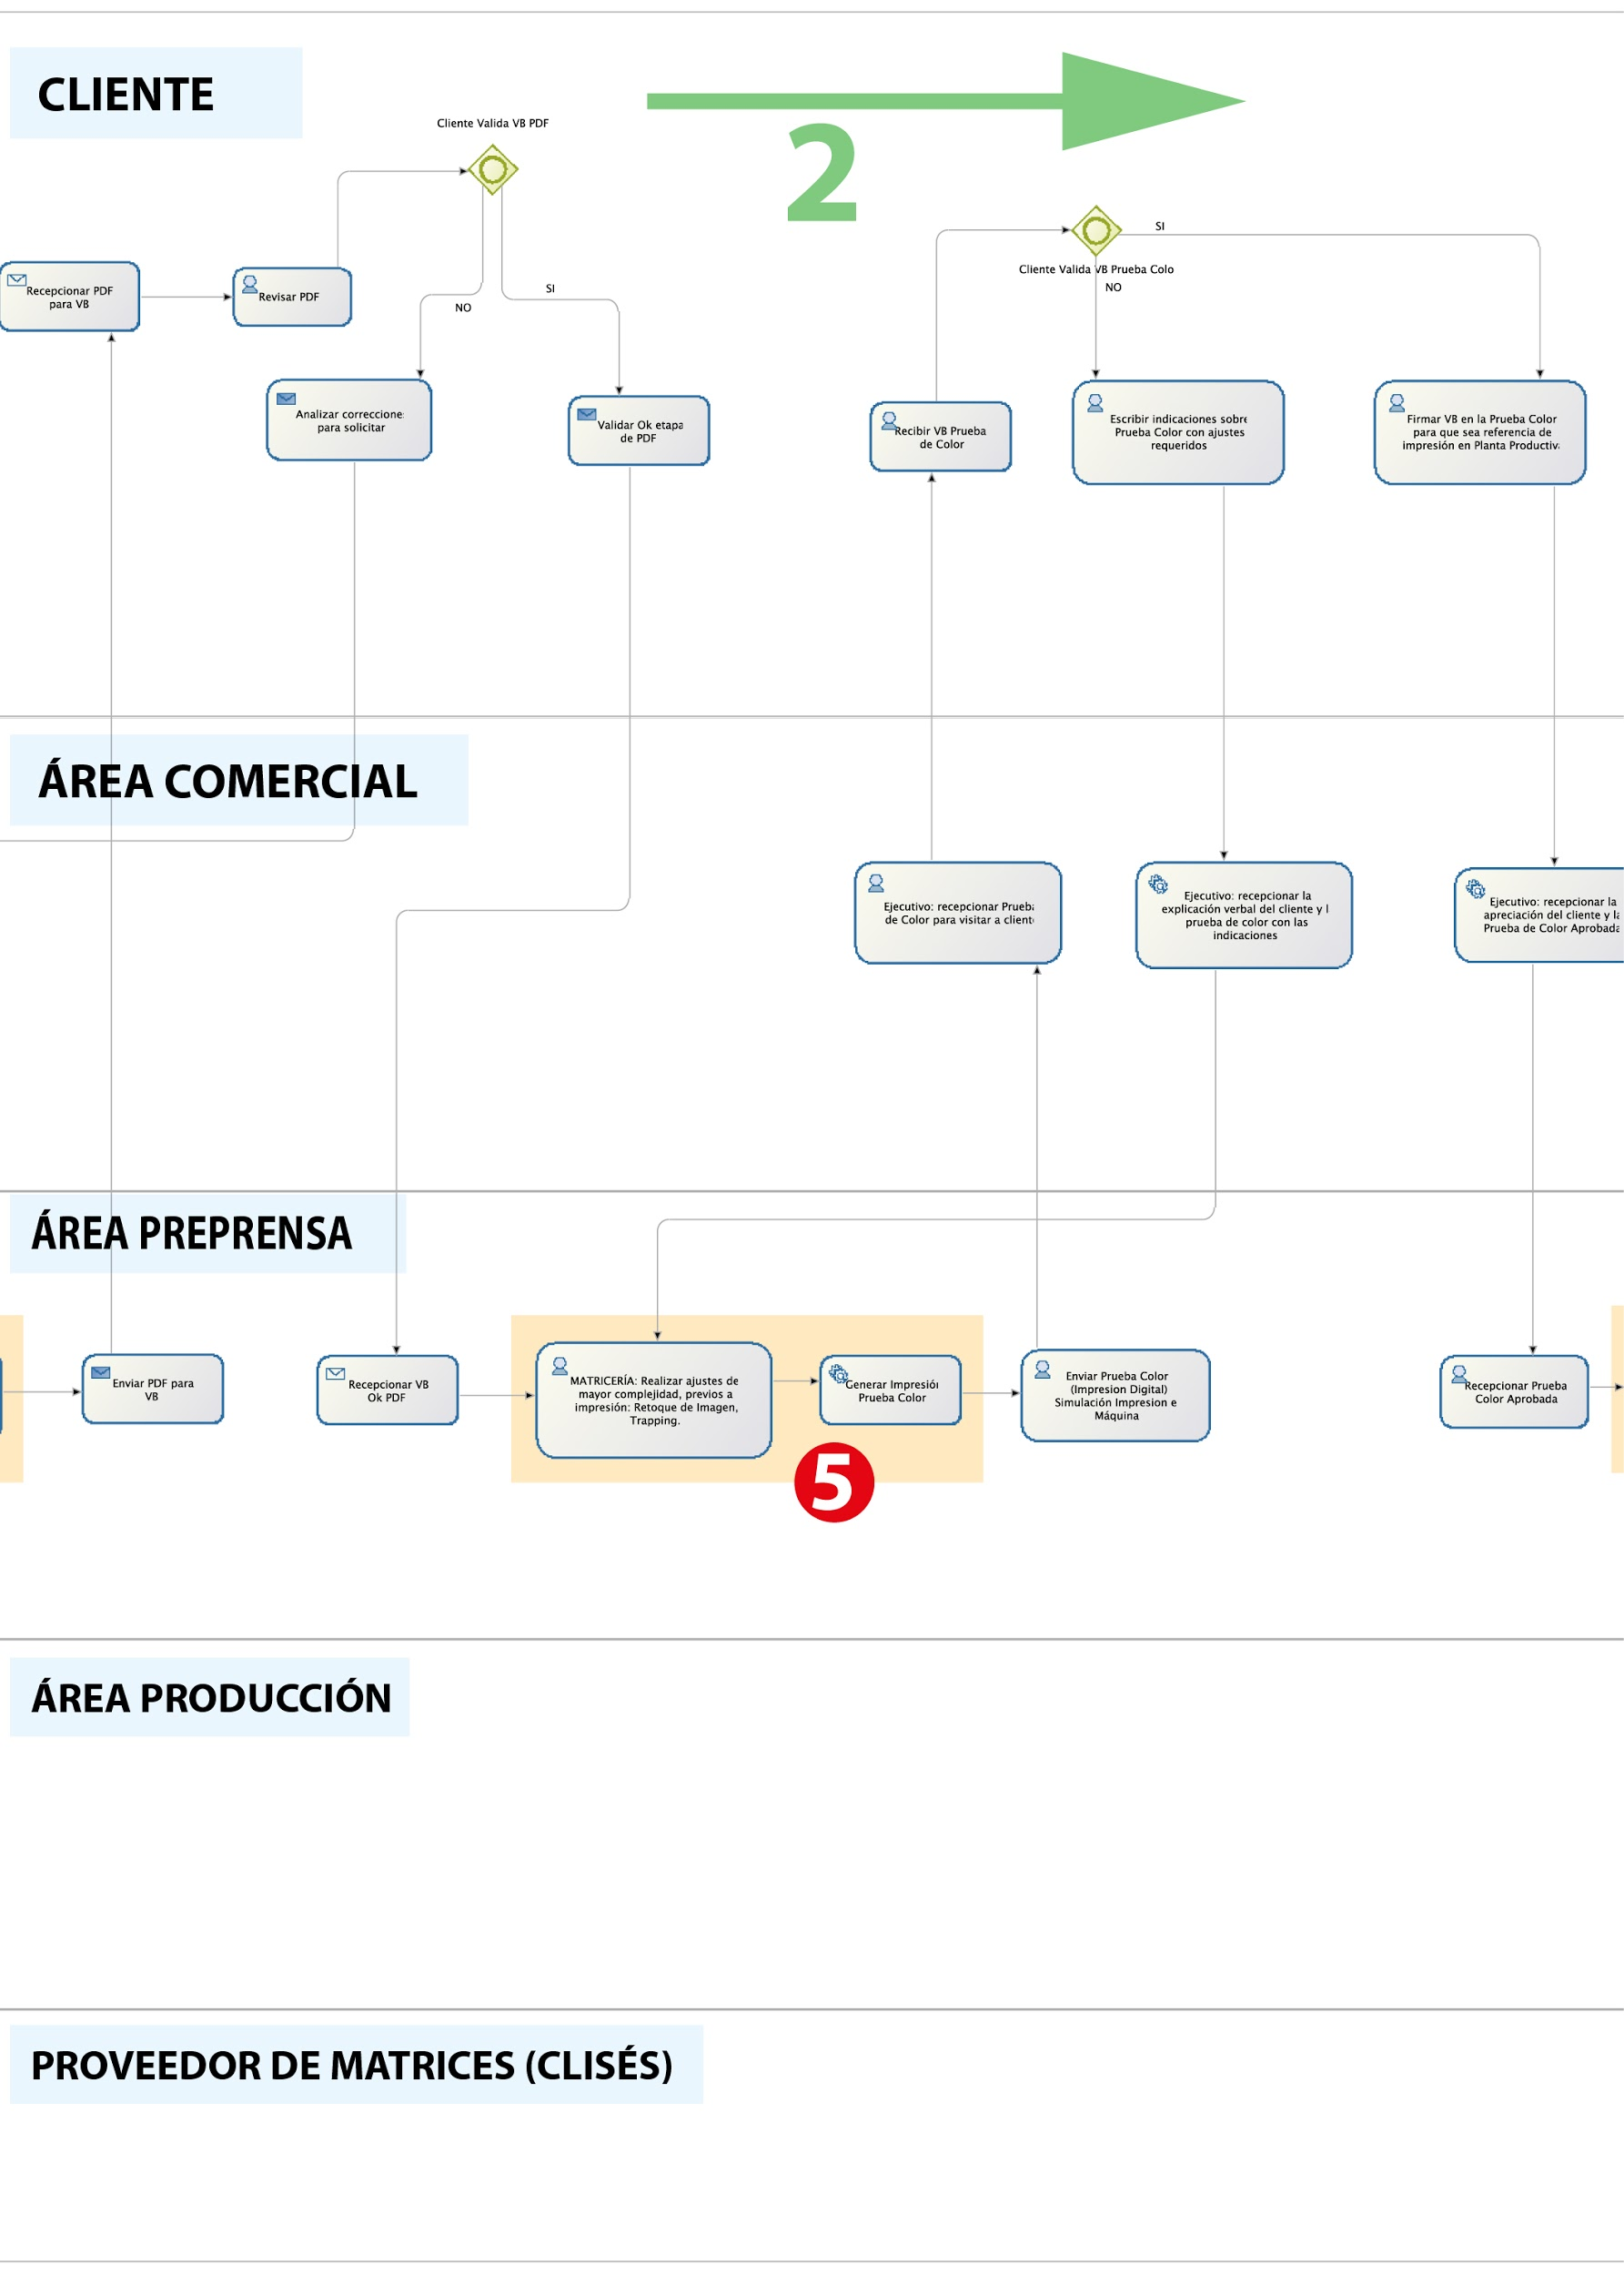 CLIENTE
Cliente Valida VB PDF
2
SI
Cliente Valida VB Prueba Colo
NO
Recepcionar PDF
para VB
Revisar PDF
NO
SI
Analizar correccione
para solicitar
Validar Ok etapa
de PDF
Recibir VB Prueba
de Color
Escribir indicaciones sobre
Prueba Color con ajustes
requeridos
Firmar VB en la Prueba Color
para que sea referencia de
impresión en Planta Productiv
ÁREA COMERCIAL
Ejecutivo: recepcionar Prueba
de Color para visitar a client
Ejecutivo: recepcionar la
explicación verbal del cliente y l
prueba de color con las
indicaciones
Ejecutivo: recepcionar la
apreciación del cliente y la
Prueba de Color Aprobada
ÁREA PREPRENSA
Enviar PDF para
VB
Recepcionar VB
Ok PDF
MATRICERÍA: Realizar ajustes de
mayor complejidad, previos a
impresión: Retoque de Imagen,
Trapping.
Generar Impresión
Prueba Color
Enviar Prueba Color
(Impresion Digital)
Simulación Impresion e
Máquina
Recepcionar Prueba
Color Aprobada
5
ÁREA PRODUCCIÓN
PROVEEDOR DE MATRICES (CLISÉS)